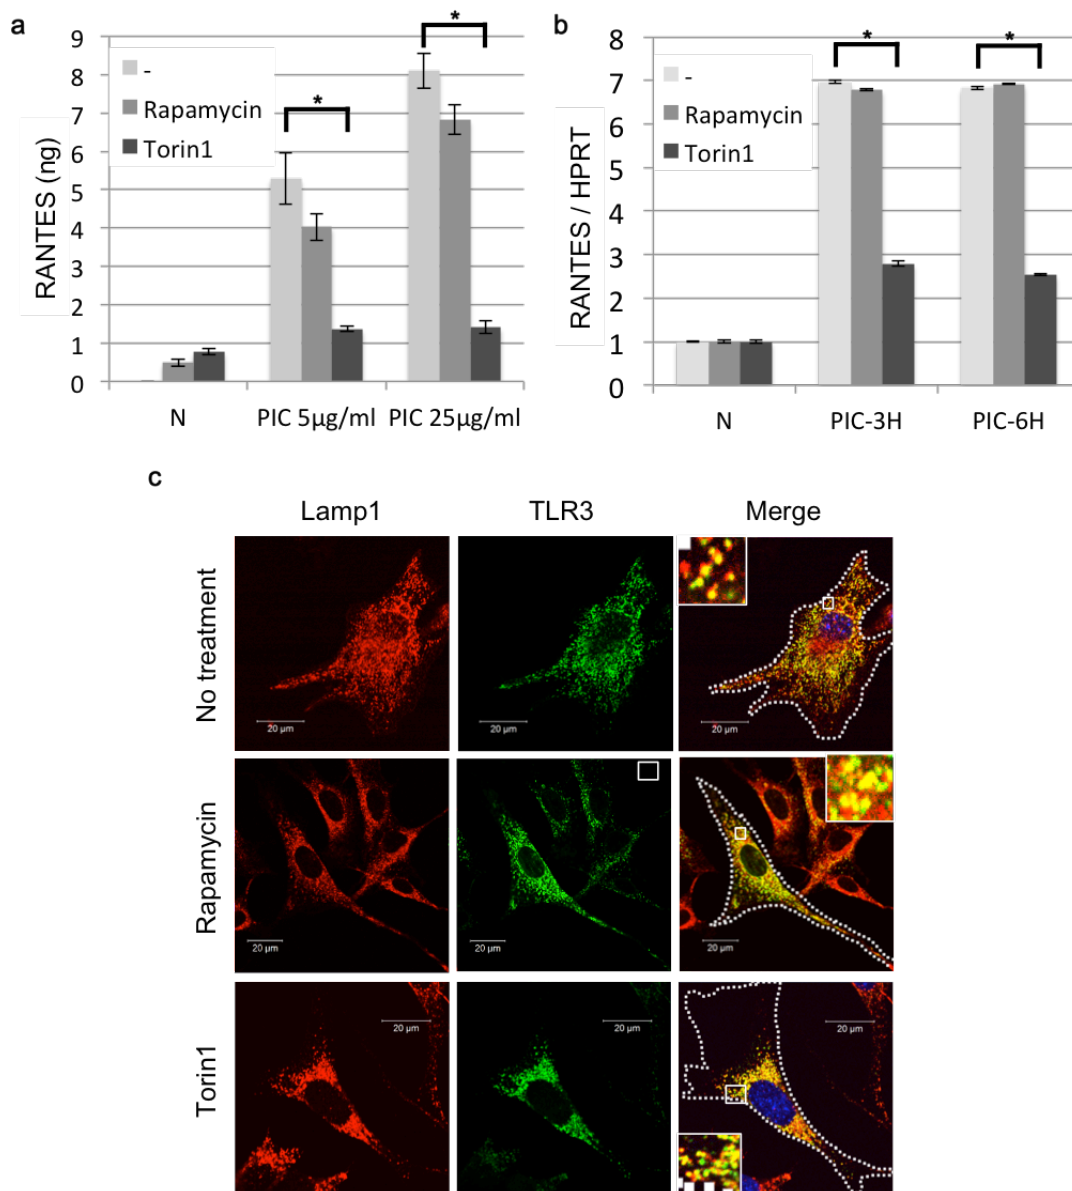 a
RANTES (ng)
9
8
7
6
5
4
3
2
1
0
-
Rapamycin
Torin1
*
*
N
PIC 5µg/ml
PIC 25µg/ml
b
RANTES / HPRT
8
7
6
5
4
3
2
1
0
-
Rapamycin
Torin1
*
*
N
PIC-3H
PIC-6H
c
Lamp1
TLR3
Merge
No treatment
20 µm
20 µm
20 µm
Rapamycin
20 µm
20 µm
20 µm
Torin1
20 µm
20 µm
20 µm